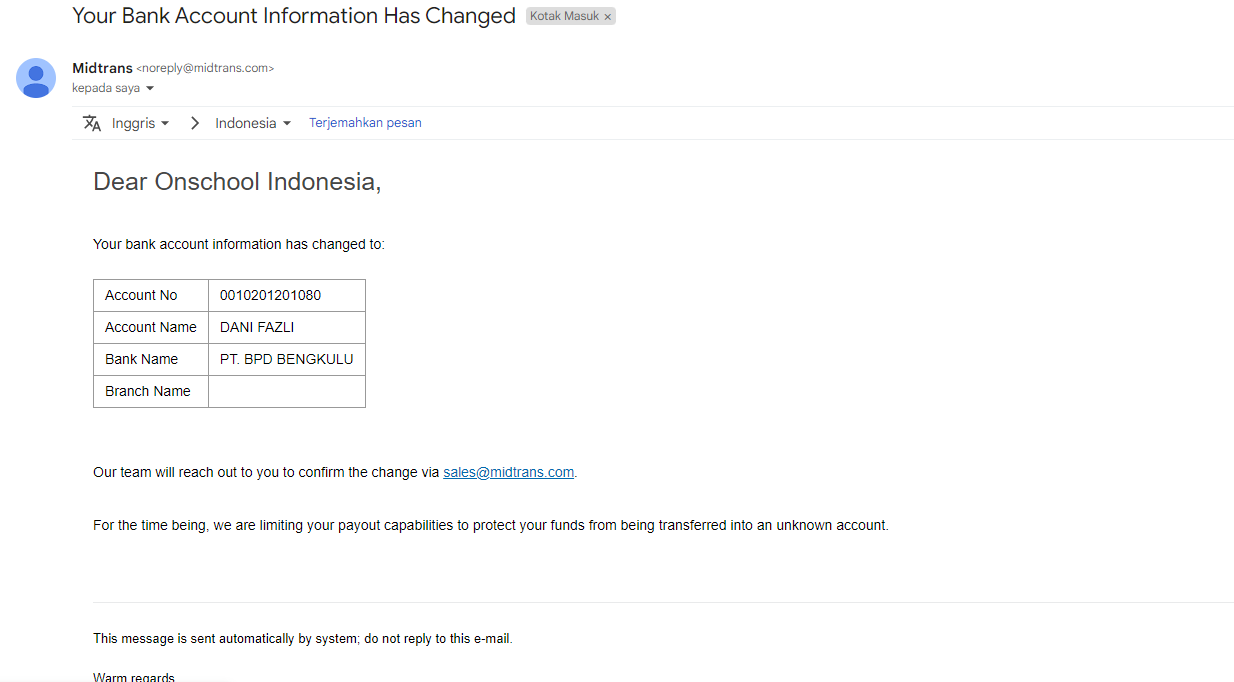 Your Bank Account Information Has Changed Kotak Masuk ×
Midtrans <noreply@midtrans.com>
kepada saya
Inggris Indonesia Terjemahkan pesan
Dear Onschool Indonesia,
Your bank account information has changed to:
Account No 0010201201080
Account Name DANI FAZLI
Bank Name PT. BPD BENGKULU
Branch Name
Our team will reach out to you to confirm the change via sales@midtrans.com.
For the time being, we are limiting your payout capabilities to protect your funds from being transferred into an unknown account.
This message is sent automatically by system; do not reply to this e-mail.
Warm regards